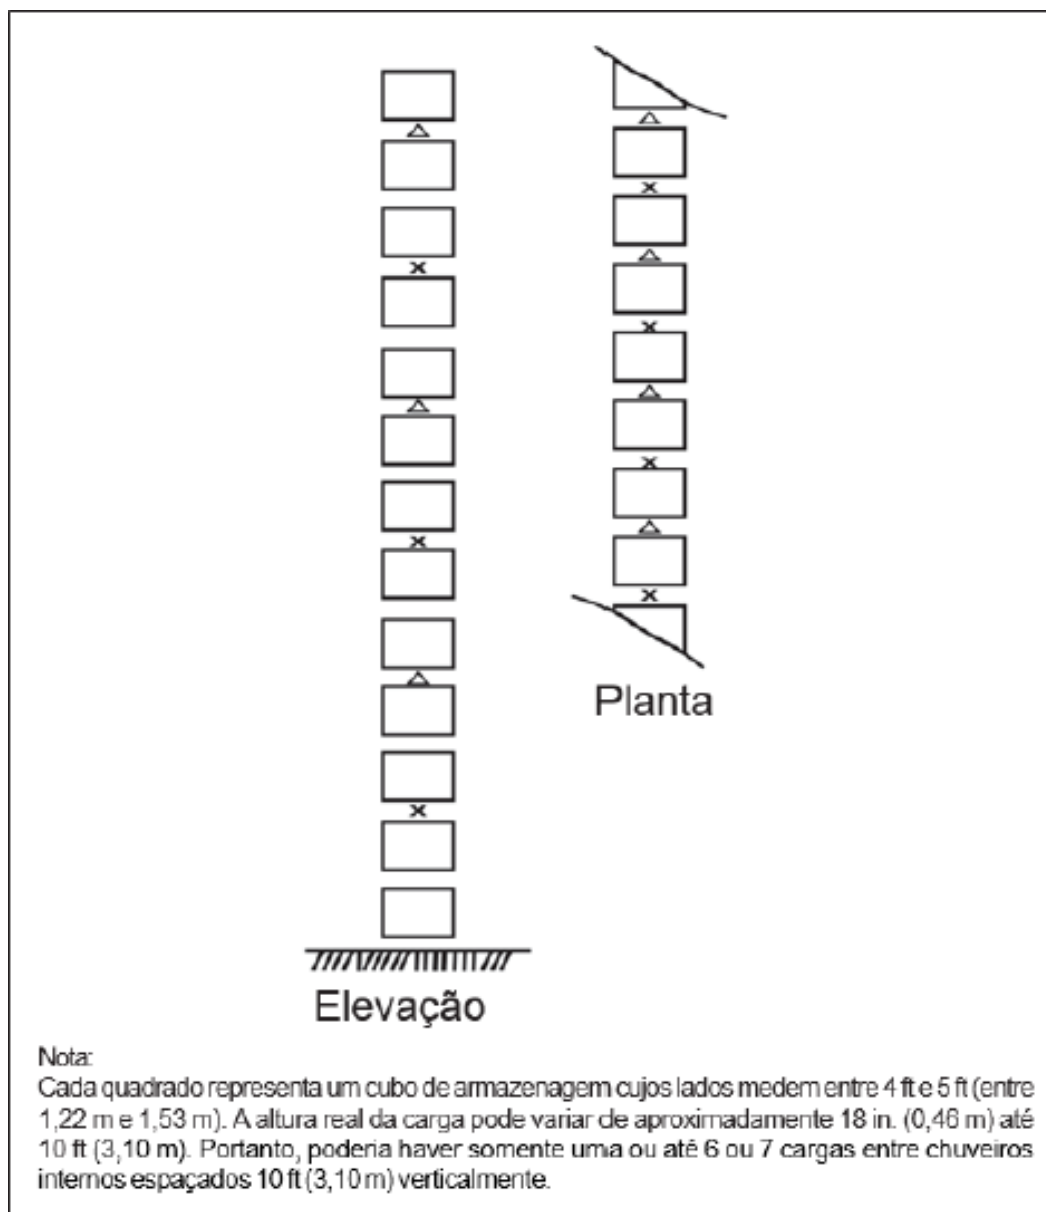 Planta
Elevação
Nota:
Cada quadrado representa um cubo de armazenagem cujos lados medem entre 4 ft e 5 ft (entre
1,22 m e 1,53 m). A altura real da carga pode variar de aproximadamente 18 in. (0,46 m) até
10 ft (3,10 m). Portanto, poderia haver somente uma ou até 6 ou 7 cargas entre chuveiros
internos espaçados 10 ft (3,10 m) verticalmente.